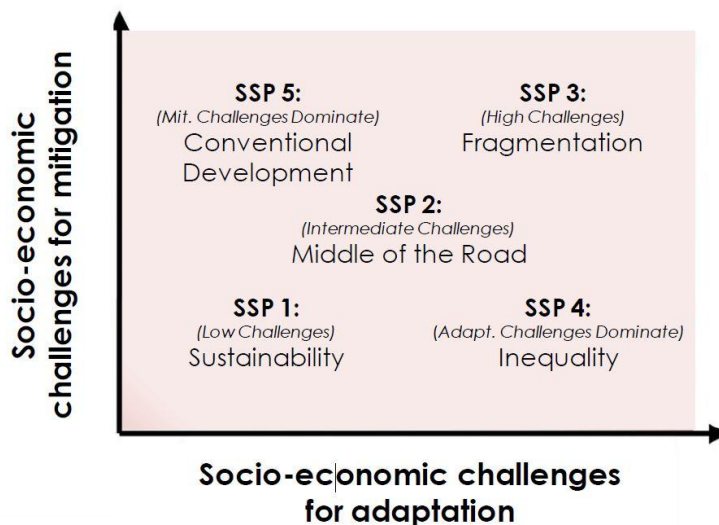 Socio-economic
challenges for mitigation
SSP 5:
(Mit. Challenges Dominate)
Conventional
Development
SSP 3:
(High Challenges)
Fragmentation
SSP 2:
(Intermediate Challenges)
Middle of the Road
SSP 1:
(Low Challenges)
Sustainability
SSP 4:
(Adapt. Challenges Dominate)
Inequality
Socio-economic challenges
for adaptation